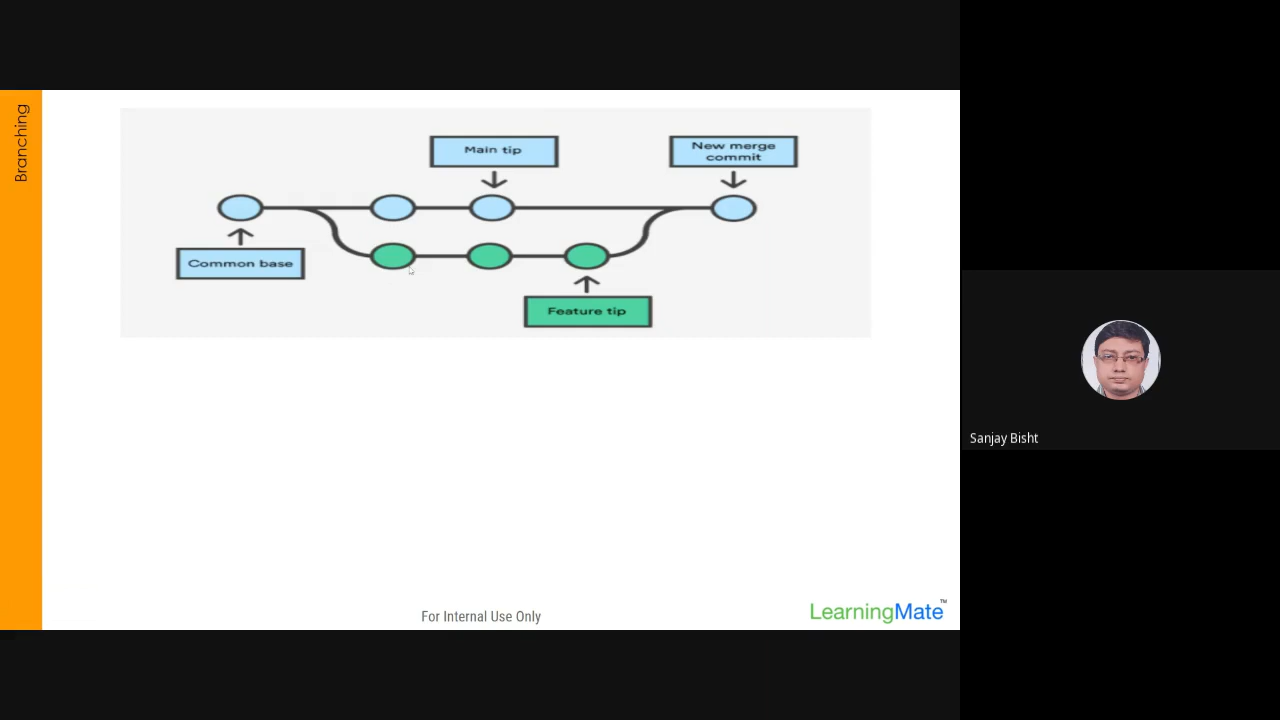 Branching
Main tip
New merge
commit
Common base
Feature tip
For Internal Use Only
LearningMate™
Sanjay Bisht